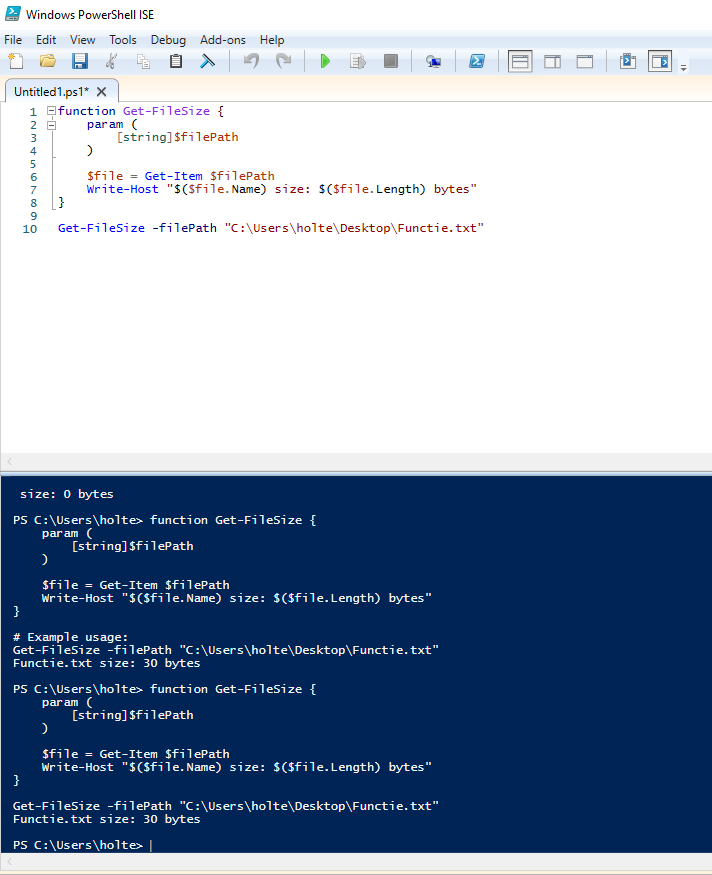 Windows PowerShell ISE
File Edit View Tools Debug Add-ons Help
Untitled1.ps1* X
1 function Get-FileSize {
2     param (
3         [string]$filePath
4     )
5
6     $file = Get-Item $filePath
7     Write-Host "$($file.Name) size: $($file.Length) bytes"
8 }
9
10 Get-FileSize -filePath "C:\Users\holte\Desktop\Functie.txt"
 size: 0 bytes
PS C:\Users\holte> function Get-FileSize {
    param (
        [string]$filePath
    )
    $file = Get-Item $filePath
    Write-Host "$($file.Name) size: $($file.Length) bytes"
}
# Example usage:
Get-FileSize -filePath "C:\Users\holte\Desktop\Functie.txt"
Functie.txt size: 30 bytes
PS C:\Users\holte> function Get-FileSize {
    param (
        [string]$filePath
    )
    $file = Get-Item $filePath
    Write-Host "$($file.Name) size: $($file.Length) bytes"
}
Get-FileSize -filePath "C:\Users\holte\Desktop\Functie.txt"
Functie.txt size: 30 bytes
PS C:\Users\holte>